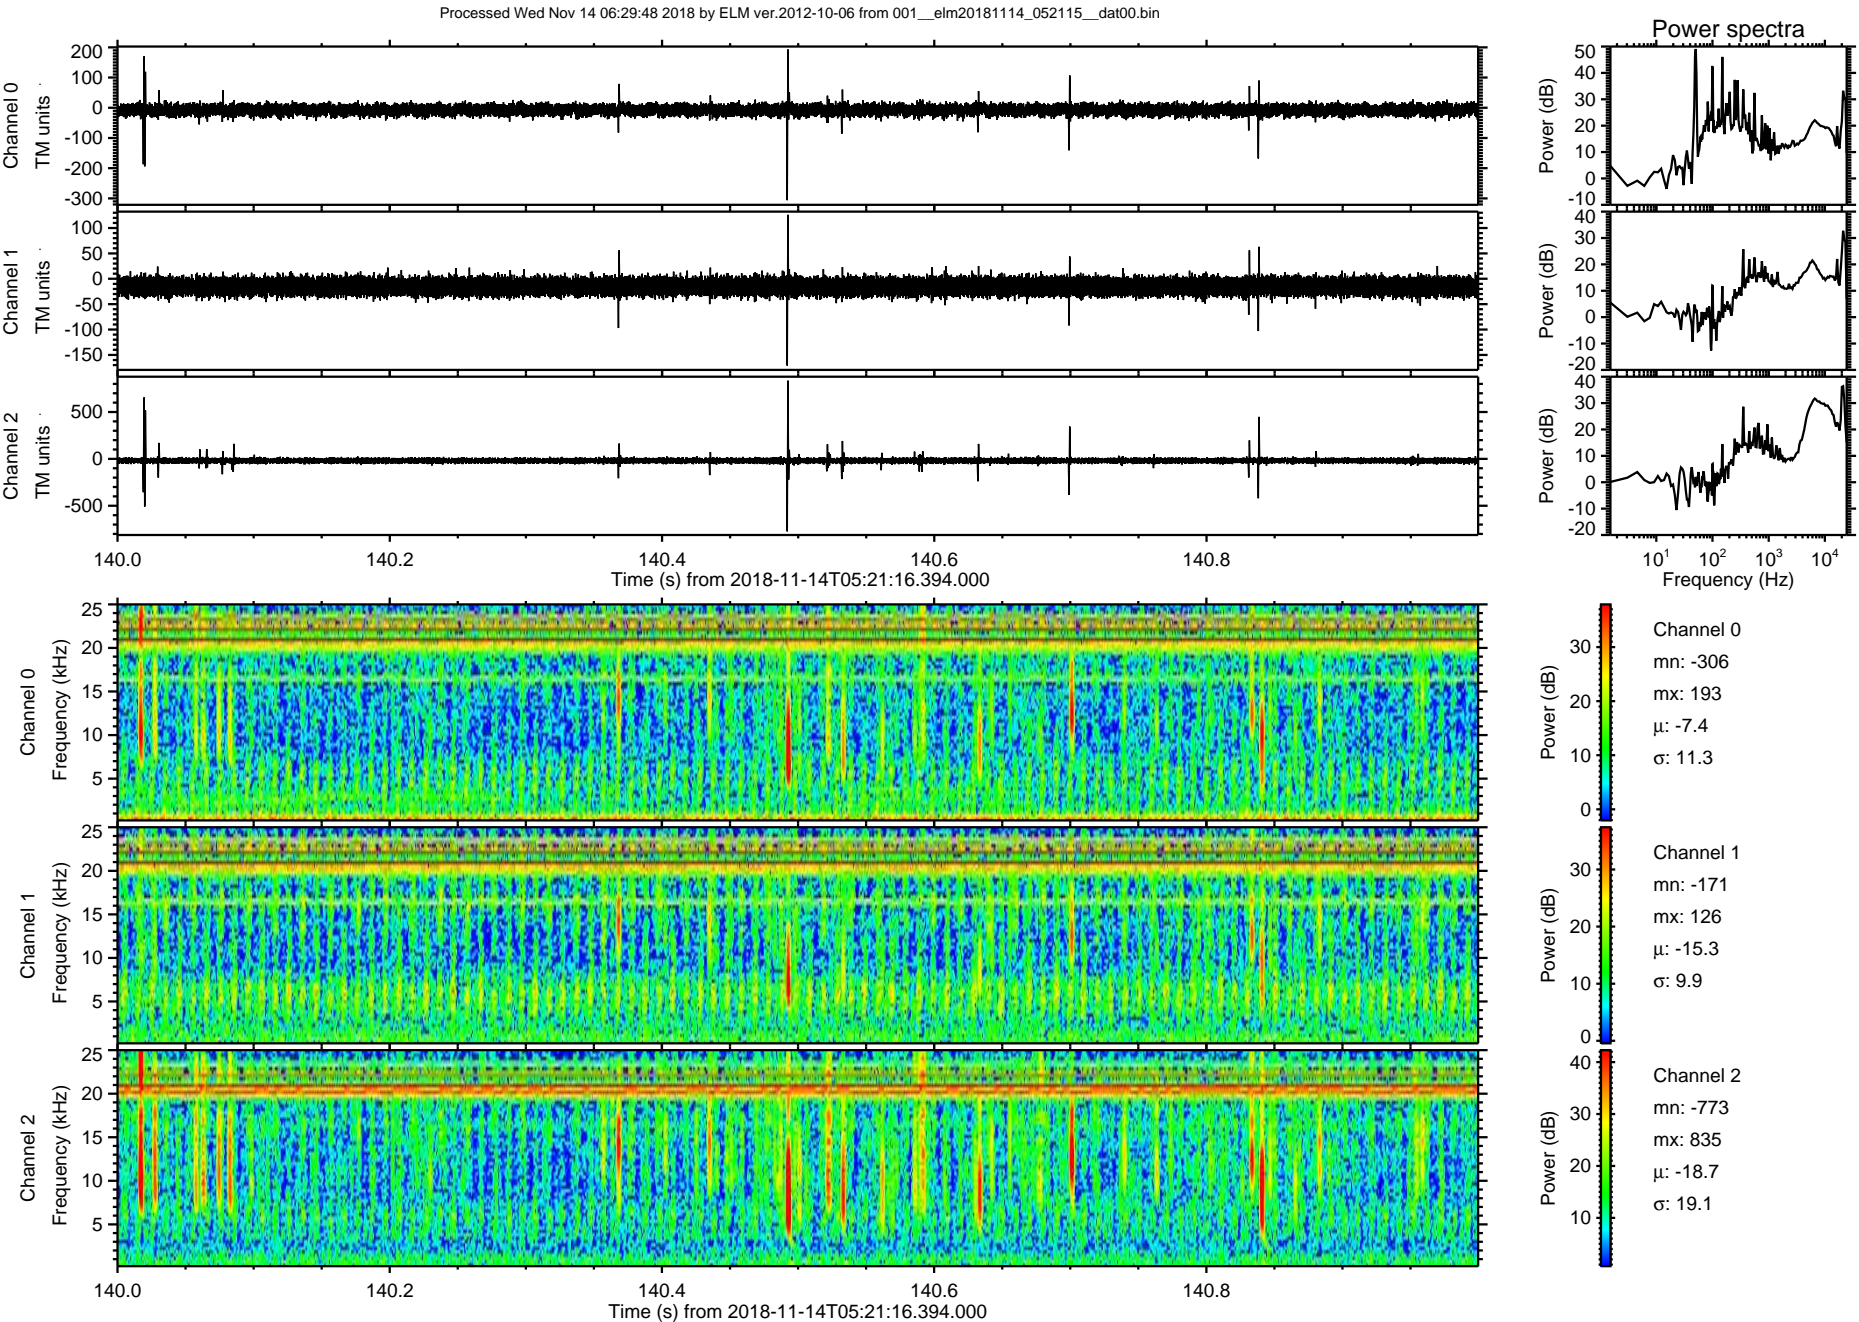 Processed Wed Nov 14 06:29:48 2018 by ELM ver.2012-10-06 from 001__elm20181114_052115__dat00.bin
Power spectra
Channel 0
TM units
200
100
0
-100
-200
-300
Power (dB)
50
40
30
20
10
0
-10
Channel 1
TM units
100
50
0
-50
-100
-150
Power (dB)
40
30
20
10
0
-10
-20
Channel 2
TM units
500
0
-500
Power (dB)
40
30
20
10
0
-10
-20
140.0 140.2 140.4 140.6 140.8
Time (s) from 2018-11-14T05:21:16.394.000
10^1 10^2 10^3 10^4
Frequency (Hz)
Channel 0
Frequency (kHz)
25
20
15
10
5
Power (dB)
30
20
10
0
Channel 0
mn: -306
mx: 193
μ: -7.4
σ: 11.3
Channel 1
Frequency (kHz)
25
20
15
10
5
Power (dB)
30
20
10
0
Channel 1
mn: -171
mx: 126
μ: -15.3
σ: 9.9
Channel 2
Frequency (kHz)
25
20
15
10
5
Power (dB)
40
30
20
10
Channel 2
mn: -773
mx: 835
μ: -18.7
σ: 19.1
140.0 140.2 140.4 140.6 140.8
Time (s) from 2018-11-14T05:21:16.394.000